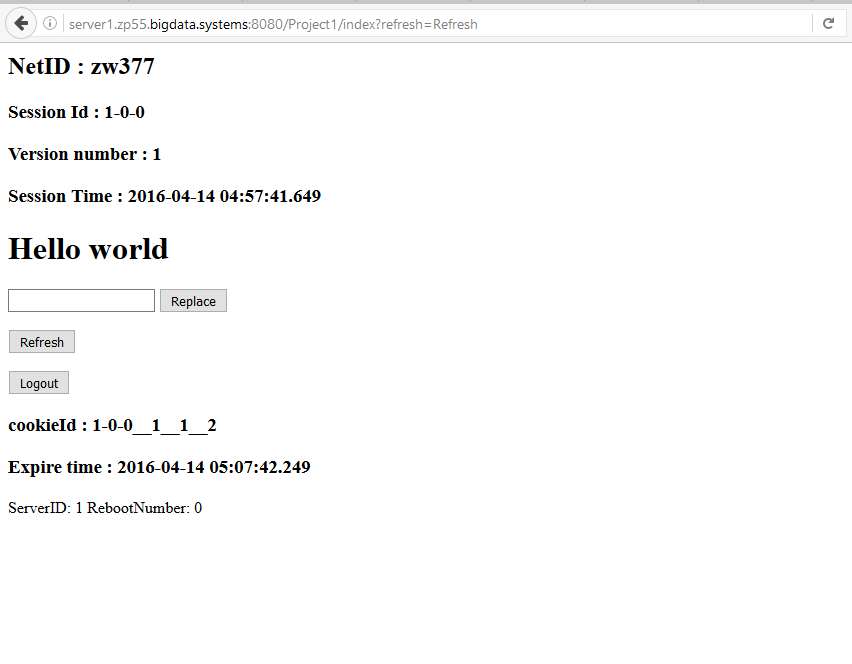 server1.zp55.bigdata.systems:8080/Project1/index?refresh=Refresh
NetID : zw377
Session Id : 1-0-0
Version number : 1
Session Time : 2016-04-14 04:57:41.649
Hello world
Replace
Refresh
Logout
cookieId : 1-0-0__1__1__2
Expire time : 2016-04-14 05:07:42.249
ServerID: 1 RebootNumber: 0